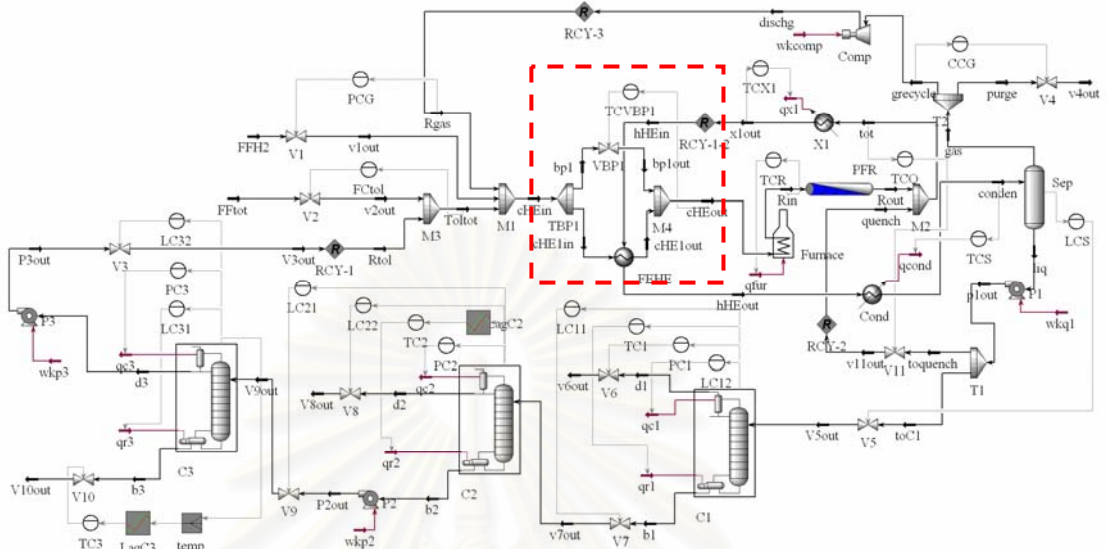 dischg
R
RCY-3
wkcomp
Comp
CCG
grecycle
purge
V4
v4out
PCG
Rgas
TCVBP1
TCX1
qx1
T2
FFH2
V1
v1out
hHEin
R
x1out
X1
tot
gas
RCY-1-2
bp1
VBP1
bp1out
FCtol
TCR
PFR
TCQ
Sep
FFtot
V2
v2out
Toltot
M1
cHEin
TBP1
M4
cHEout
Rin
Rout
quench
M2
conden
M3
LC32
cHE1in
cHE1out
Furnace
TCS
LCS
P3out
V3
V3out
R
RCY-1
Rtol
FEHE
qfur
qcond
liq
PC3
hHEout
Cond
p1out
P1
LC31
LC21
LC22
LagC2
LC11
TC1
R
RCY-2
wkq1
P3
TC2
PC2
PC1
v11out
V11
toquench
T1
wkp3
qc3
d3
V9out
V8out
V8
d2
qc2
v6out
V6
d1
LC12
qc1
V5out
V5
toC1
qr3
C3
qr2
C2
qr1
C1
V10out
V10
b3
V9
P2out
P2
b2
v7out
V7
b1
TC3
LagC3
temp
wkp2